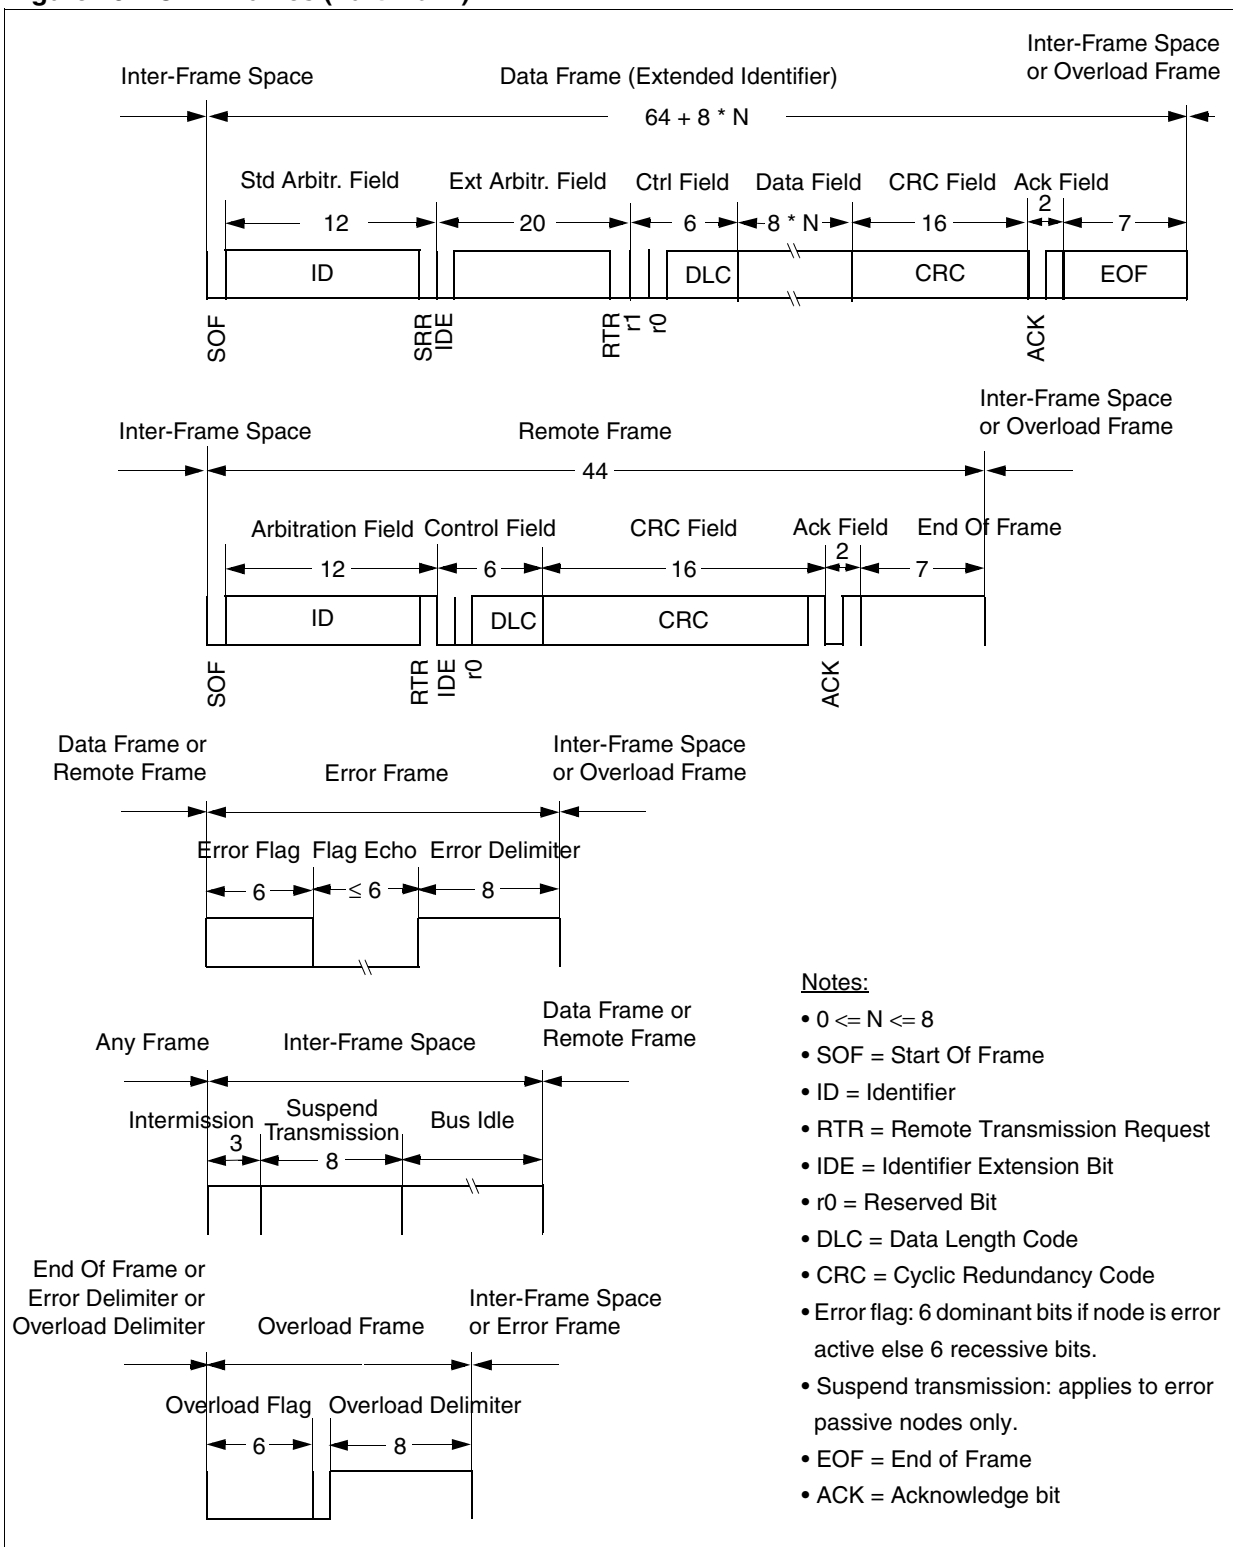 Inter-Frame Space
Data Frame (Extended Identifier)
Inter-Frame Space
or Overload Frame
64 + 8 * N
Std Arbitr. Field
Ext Arbitr. Field
Ctrl Field
Data Field
CRC Field
Ack Field
12
20
6
8 * N
16
2
7
ID
DLC
CRC
EOF
SOF
SRR
IDE
RTR
r1
r0
ACK
Inter-Frame Space
Remote Frame
Inter-Frame Space
or Overload Frame
44
Arbitration Field
Control Field
CRC Field
Ack Field
End Of Frame
12
6
16
2
7
ID
DLC
CRC
SOF
RTR
IDE
r0
ACK
Data Frame or
Remote Frame
Error Frame
Inter-Frame Space
or Overload Frame
Error Flag
Flag Echo
Error Delimiter
6
≤ 6
8
Any Frame
Inter-Frame Space
Data Frame or
Remote Frame
Intermission
Suspend
Transmission
Bus Idle
3
8
End Of Frame or
Error Delimiter or
Overload Delimiter
Overload Frame
Inter-Frame Space
or Error Frame
Overload Flag
Overload Delimiter
6
8
Notes:
• 0 <= N <= 8
• SOF = Start Of Frame
• ID = Identifier
• RTR = Remote Transmission Request
• IDE = Identifier Extension Bit
• r0 = Reserved Bit
• DLC = Data Length Code
• CRC = Cyclic Redundancy Code
• Error flag: 6 dominant bits if node is error
active else 6 recessive bits.
• Suspend transmission: applies to error
passive nodes only.
• EOF = End of Frame
• ACK = Acknowledge bit